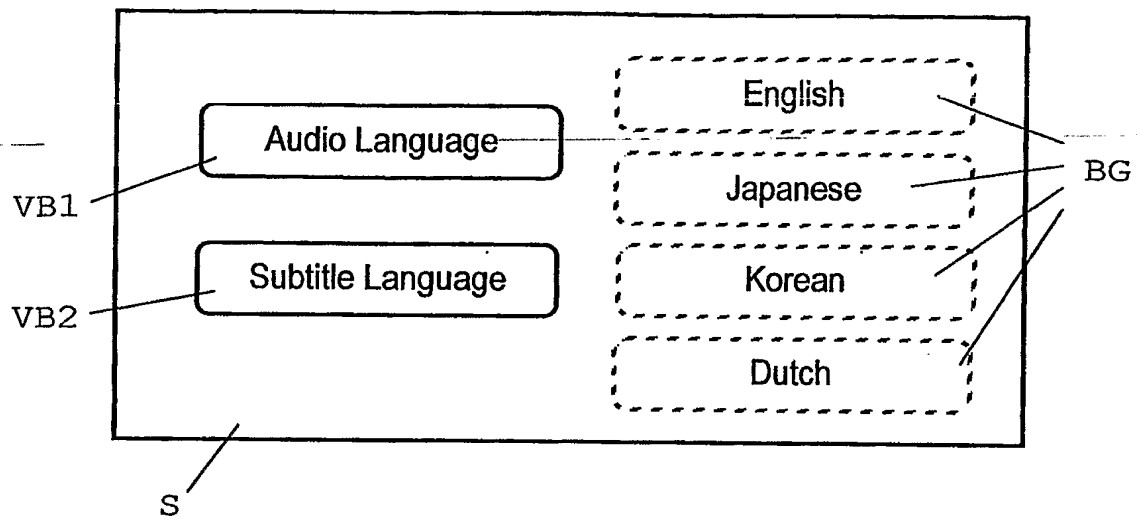 English
Audio Language
BG
Japanese
VB1
Subtitle Language
Korean
VB2
Dutch
S